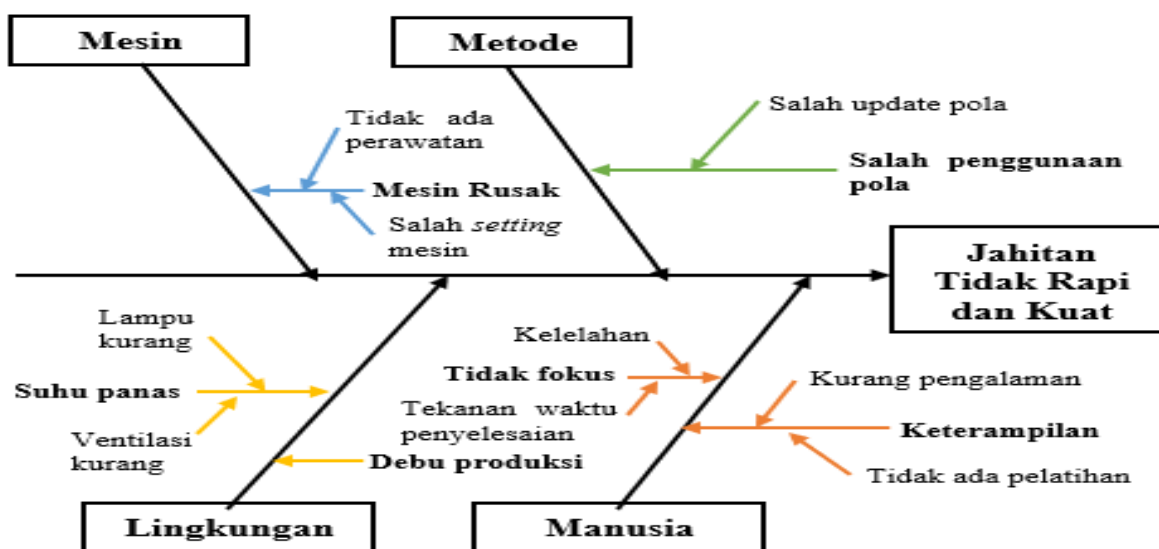 Mesin
Metode
Tidak ada
perawatan
Mesin Rusak
Salah setting
mesin
Salah update pola
Salah penggunaan
pola
Jahitan
Tidak Rapi
dan Kuat
Lampu
kurang
Suhu panas
Ventilasi
kurang
Debu produksi
Kelelahan
Tidak fokus
Tekanan waktu
penyelesaian
Kurang pengalaman
Keterampilan
Tidak ada pelatihan
Lingkungan
Manusia